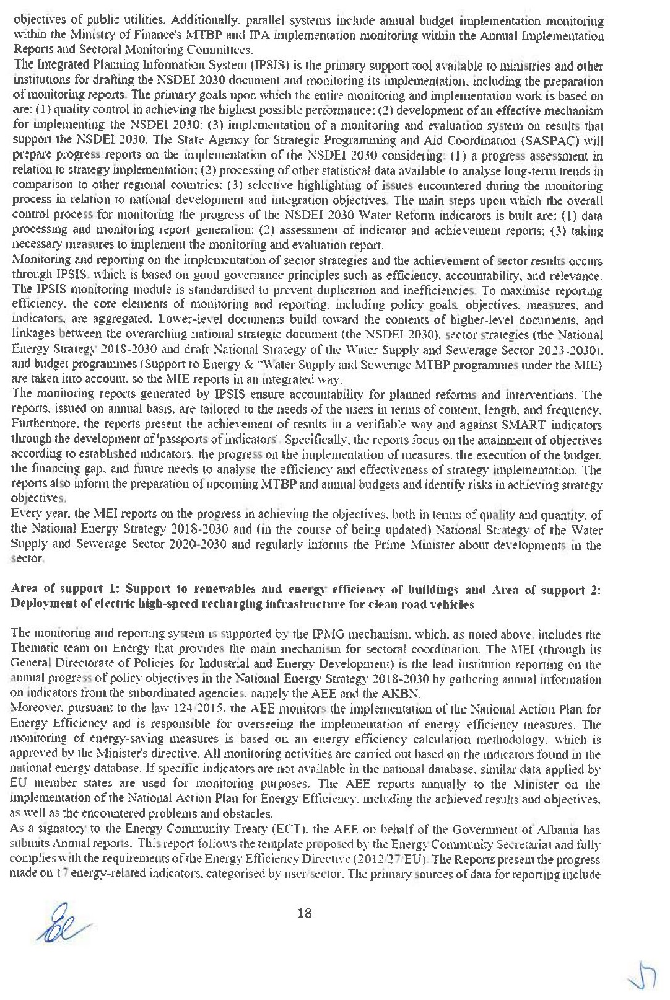 objectives of public utilities. Additionally, parallel systems include annual budget implementation monitoring
within the Ministry of Finance's MTBP and IPA implementation monitoring within the Annual Implementation
Reports and Sectoral Monitoring Committees.
The Integrated Planning Information System (IPSIS) is the primary support tool available to ministries and other
institutions for drafting the NSDEI 2030 document and monitoring its implementation, including the preparation
of monitoring reports. The primary goals upon which the entire monitoring and implementation work is based on
are: (1) quality control in achieving the highest possible performance; (2) development of an effective mechanism
for implementing the NSDEI 2030; (3) implementation of a monitoring and evaluation system on results that
support the NSDEI 2030. The State Agency for Strategic Programming and Aid Coordination (SASPAC) will
prepare progress reports on the implementation of the NSDEI 2030 considering: (1) a progress assessment in
relation to strategy implementation; (2) processing of other statistical data available to analyse long-term trends in
comparison to other regional countries; (3) selective highlighting of issues encountered during the monitoring
process in relation to national development and integration objectives. The main steps upon which the overall
control process for monitoring the progress of the NSDEI 2030 Water Reform indicators is built are: (1) data
processing and monitoring report generation; (2) assessment of indicator and achievement reports; (3) taking
necessary measures to implement the monitoring and evaluation report.
Monitoring and reporting on the implementation of sector strategies and the achievement of sector results occurs
through IPSIS, which is based on good governance principles such as efficiency, accountability, and relevance.
The IPSIS monitoring module is standardised to prevent duplication and inefficiencies. To maximise reporting
efficiency, the core elements of monitoring and reporting, including policy goals, objectives, measures, and
indicators, are aggregated. Lower-level documents build toward the contents of higher-level documents, and
linkages between the overarching national strategic document (the NSDEI 2030), sector strategies (the National
Energy Strategy 2018-2030 and draft National Strategy of the Water Supply and Sewerage Sector 2023-2030),
and budget programmes (Support to Energy & "Water Supply and Sewerage MTBP programmes under the MIE)
are taken into account, so the MIE reports in an integrated way.
The monitoring reports generated by IPSIS ensure accountability for planned reforms and interventions. The
reports, issued on annual basis, are tailored to the needs of the users in terms of content, length, and frequency.
Furthermore, the reports present the achievement of results in a verifiable way and against SMART indicators
through the development of 'passports of indicators'. Specifically, the reports focus on the attainment of objectives
according to established indicators, the progress on the implementation of measures, the execution of the budget,
the financing gap, and future needs to analyse the efficiency and effectiveness of strategy implementation. The
reports also inform the preparation of upcoming MTBP and annual budgets and identify risks in achieving strategy
objectives.
Every year, the MEI reports on the progress in achieving the objectives, both in terms of quality and quantity, of
the National Energy Strategy 2018-2030 and (in the course of being updated) National Strategy of the Water
Supply and Sewerage Sector 2020-2030 and regularly informs the Prime Minister about developments in the
sector.
Area of support 1: Support to renewables and energy efficiency of buildings and Area of support 2:
Deployment of electric high-speed recharging infrastructure for clean road vehicles
The monitoring and reporting system is supported by the IPMG mechanism, which, as noted above, includes the
Thematic team on Energy that provides the main mechanism for sectoral coordination. The MEI (through its
General Directorate of Policies for Industrial and Energy Development) is the lead institution reporting on the
annual progress of policy objectives in the National Energy Strategy 2018-2030 by gathering annual information
on indicators from the subordinated agencies, namely the AEE and the AKBN.
Moreover, pursuant to the law 124/2015, the AEE monitors the implementation of the National Action Plan for
Energy Efficiency and is responsible for overseeing the implementation of energy efficiency measures. The
monitoring of energy-saving measures is based on an energy efficiency calculation methodology, which is
approved by the Minister's directive. All monitoring activities are carried out based on the indicators found in the
national energy database. If specific indicators are not available in the national database, similar data applied by
EU member states are used for monitoring purposes. The AEE reports annually to the Minister on the
implementation of the National Action Plan for Energy Efficiency, including the achieved results and objectives,
as well as the encountered problems and obstacles.
As a signatory to the Energy Community Treaty (ECT), the AEE on behalf of the Government of Albania has
submits Annual reports. This report follows the template proposed by the Energy Community Secretariat and fully
complies with the requirements of the Energy Efficiency Directive (2012/27/EU). The Reports present the progress
made on 17 energy-related indicators, categorised by user/sector. The primary sources of data for reporting include
18